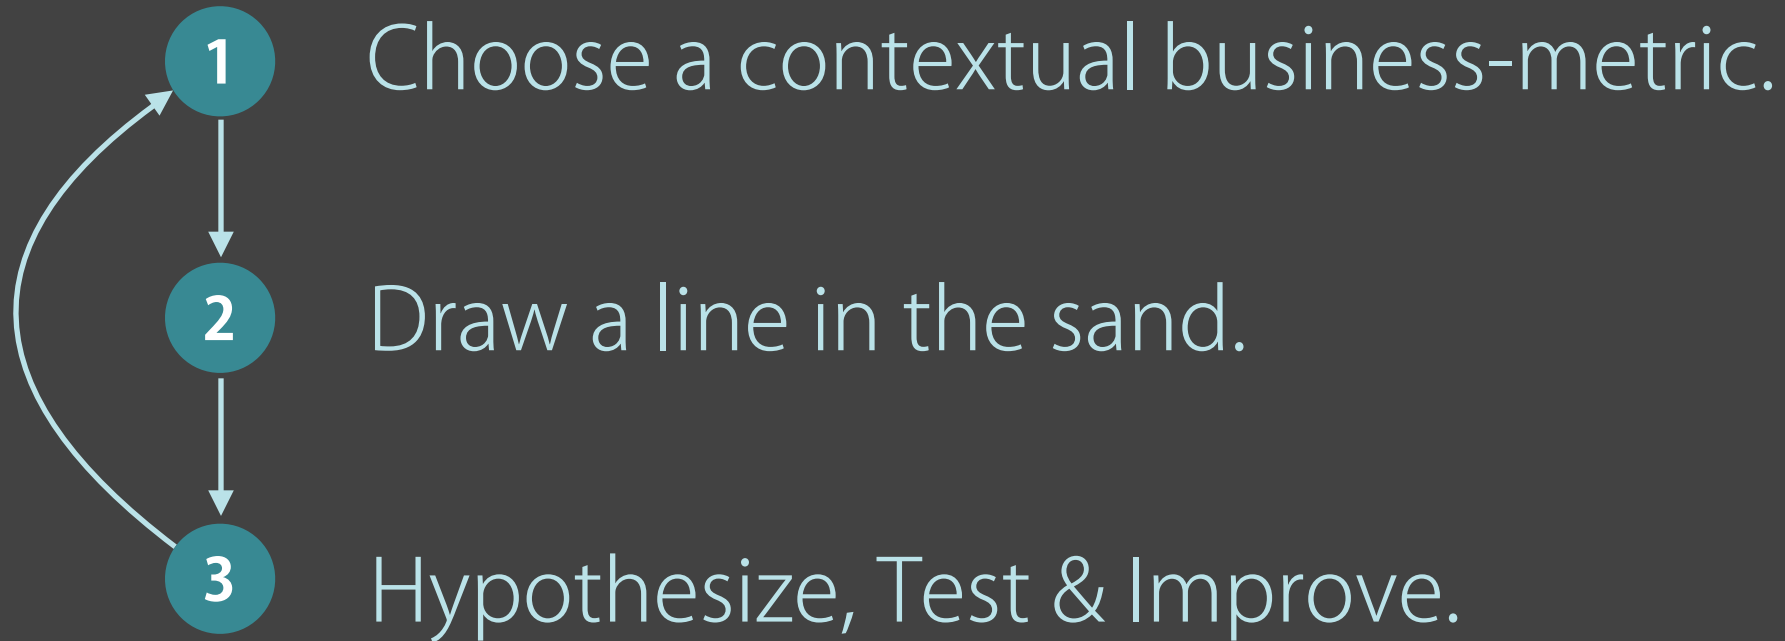 1 Choose a contextual business-metric.
2 Draw a line in the sand.
3 Hypothesize, Test & Improve.